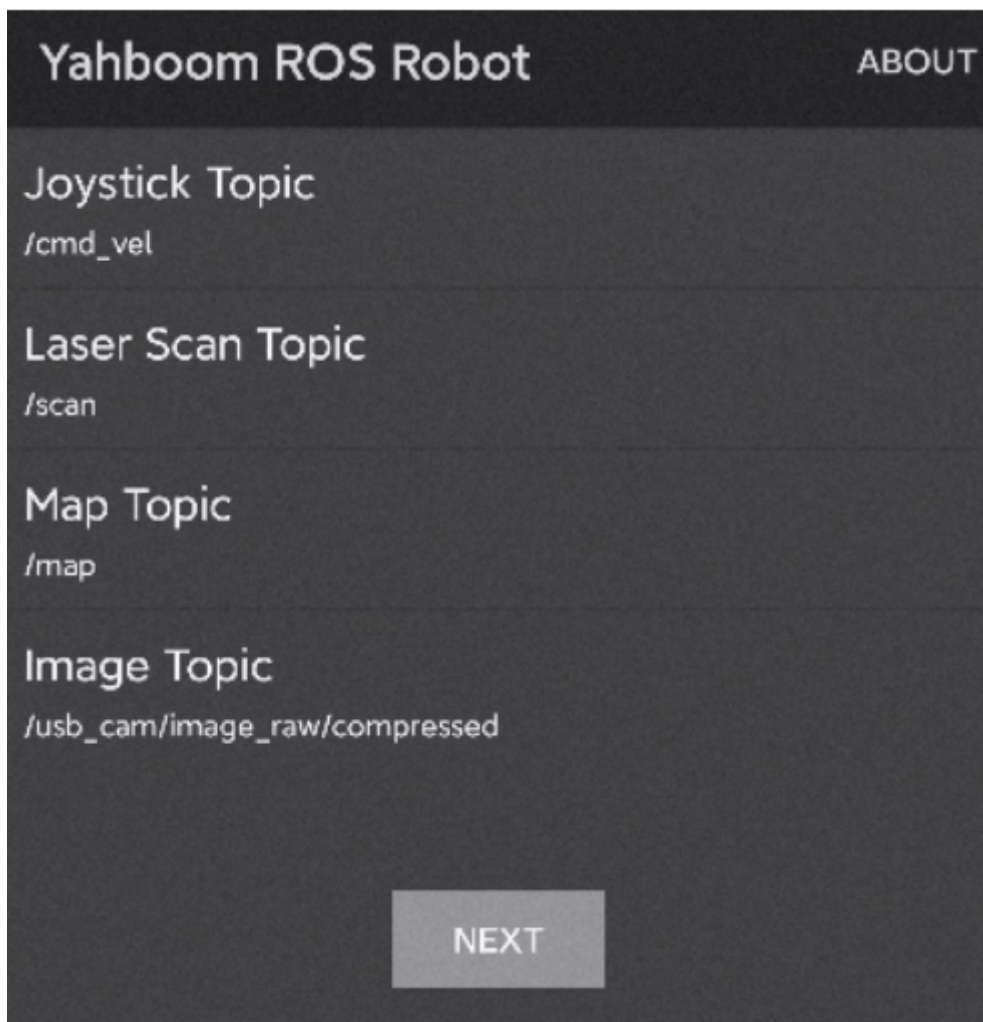 Yahboom ROS Robot ABOUT
Joystick Topic
/cmd_vel
Laser Scan Topic
/scan
Map Topic
/map
Image Topic
/usb_cam/image_raw/compressed
NEXT